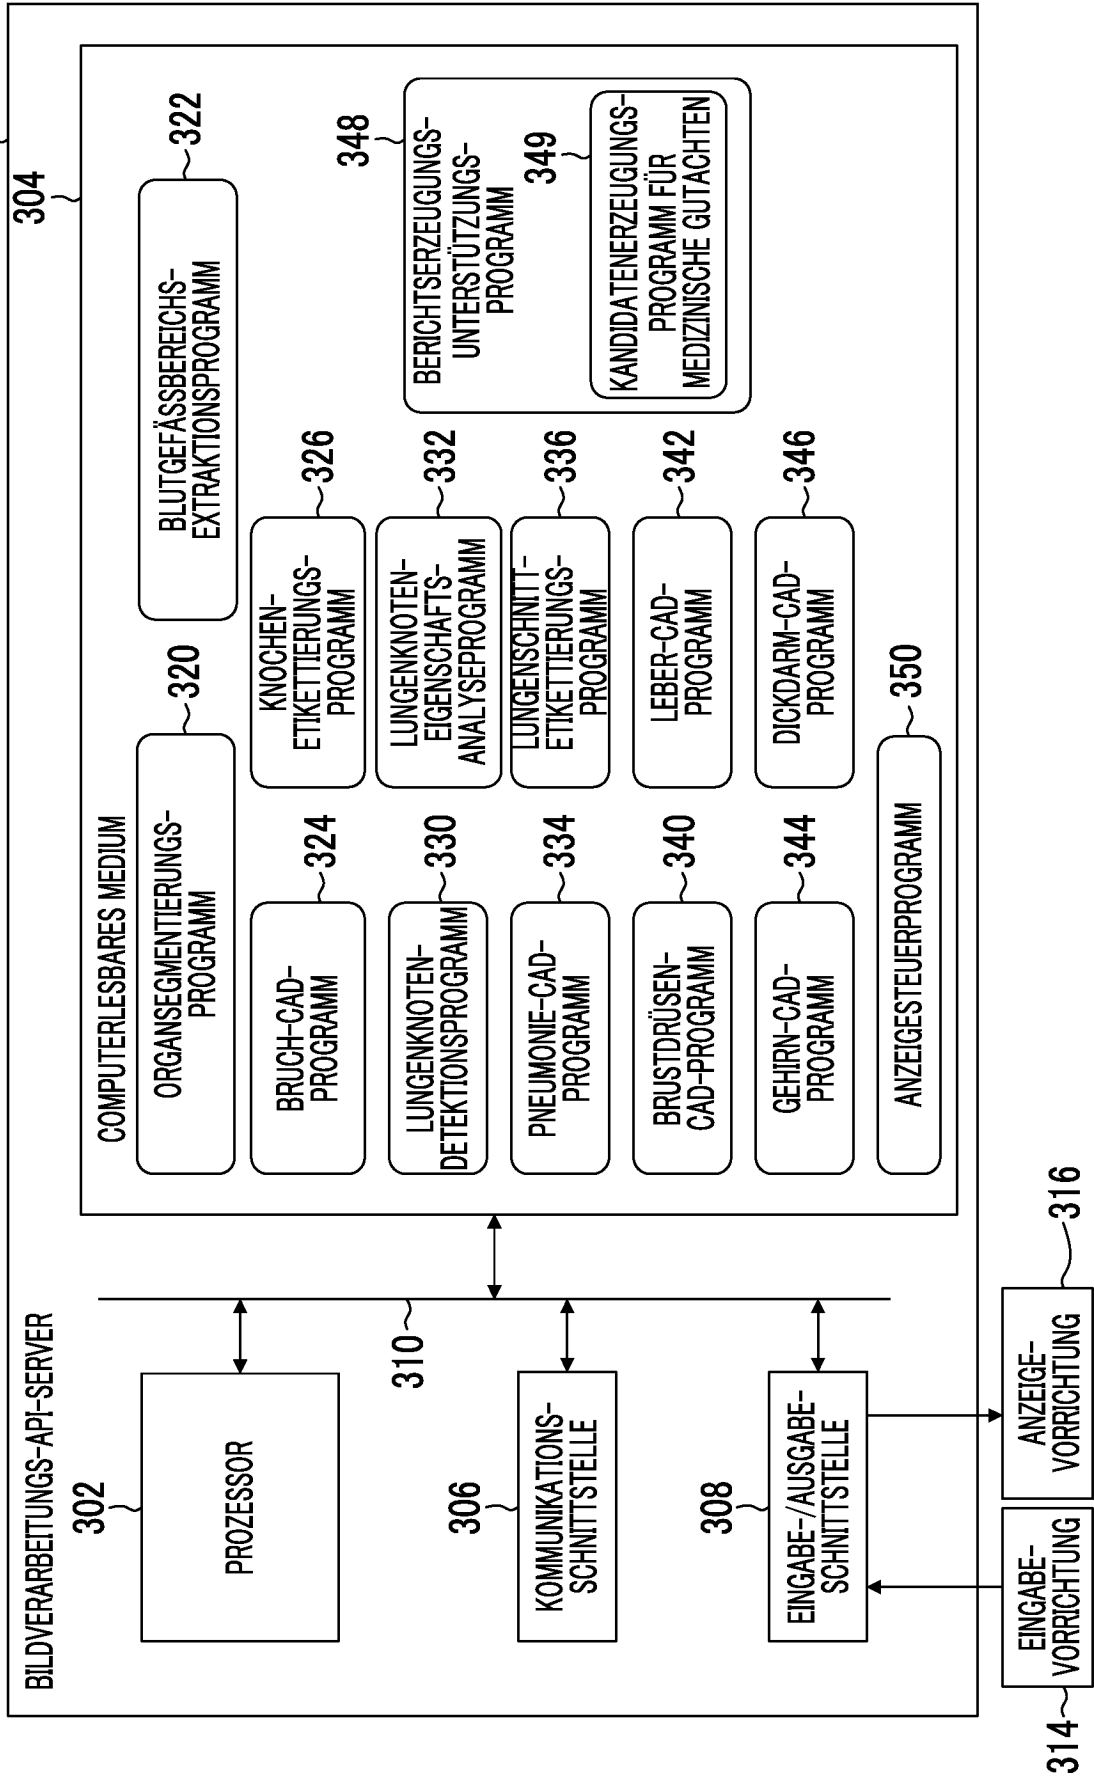 BILDVERARBEITUNGS-API-SERVER
302
PROZESSOR
306
KOMMUNIKATIONS-
SCHNITTSTELLE
308
EINGABE-/AUSGABE-
SCHNITTSTELLE
310
314
EINGABE-
VORRICHTUNG
ANZEIGE-
VORRICHTUNG
316
304
COMPUTERLESBARES MEDIUM
ORGANSEGMENTIERUNGS-
PROGRAMM
320
BLUTGEFÄSSBEREICHS-
EXTRAKTIONSPROGRAMM
322
BRUCH-CAD-
PROGRAMM
324
KNOCHEN-
ETIKETTIERUNGS-
PROGRAMM
326
LUNGENKNOTEN-
DETEKTIONSPROGRAMM
330
LUNGENKNOTEN-
EIGENSCHAFTS-
ANALYSEPROGRAMM
332
PNEUMONIE-CAD-
PROGRAMM
334
LUNGENSCHNITT-
ETIKETTIERUNGS-
PROGRAMM
336
BRUSTDRÜSEN-
CAD-PROGRAMM
340
LEBER-CAD-
PROGRAMM
342
GEHIRN-CAD-
PROGRAMM
344
DICKDARM-CAD-
PROGRAMM
346
BERICHTSERZEUGUNGS-
UNTERSTÜTZUNGS-
PROGRAMM
348
KANDIDATENERZEUGUNGS-
PROGRAMM FÜR
MEDIZINISCHE GUTACHTEN
349
ANZEIGESTEUERPROGRAMM
350